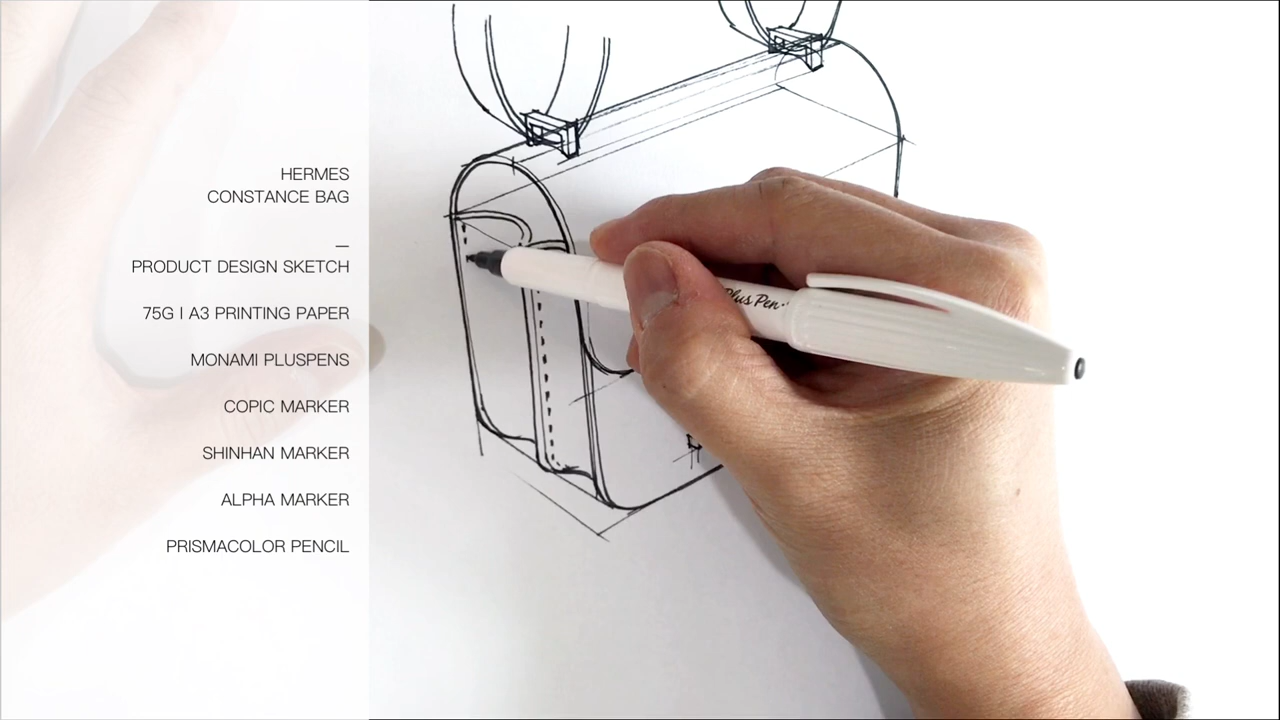 HERMES
CONSTANCE BAG
—
PRODUCT DESIGN SKETCH
75G I A3 PRINTING PAPER
MONAMI PLUSPENS
COPIC MARKER
SHINHAN MARKER
ALPHA MARKER
PRISMACOLOR PENCIL
Plus Pen